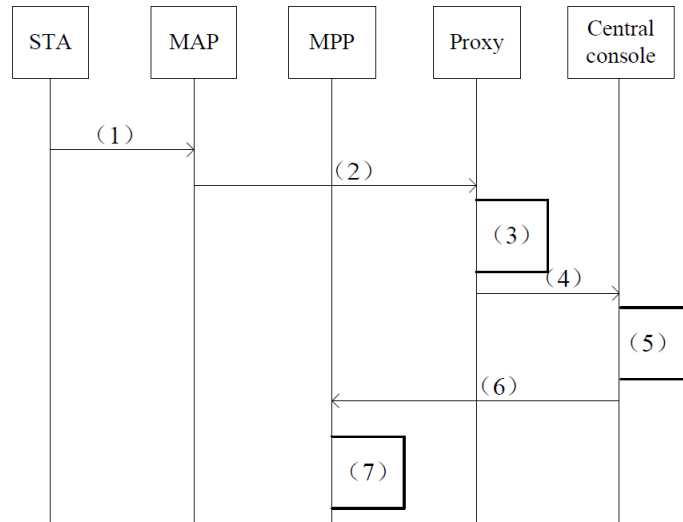 STA
MAP
MPP
Proxy
Central
console
（1）
（2）
（3）
（4）
（5）
（6）
（7）